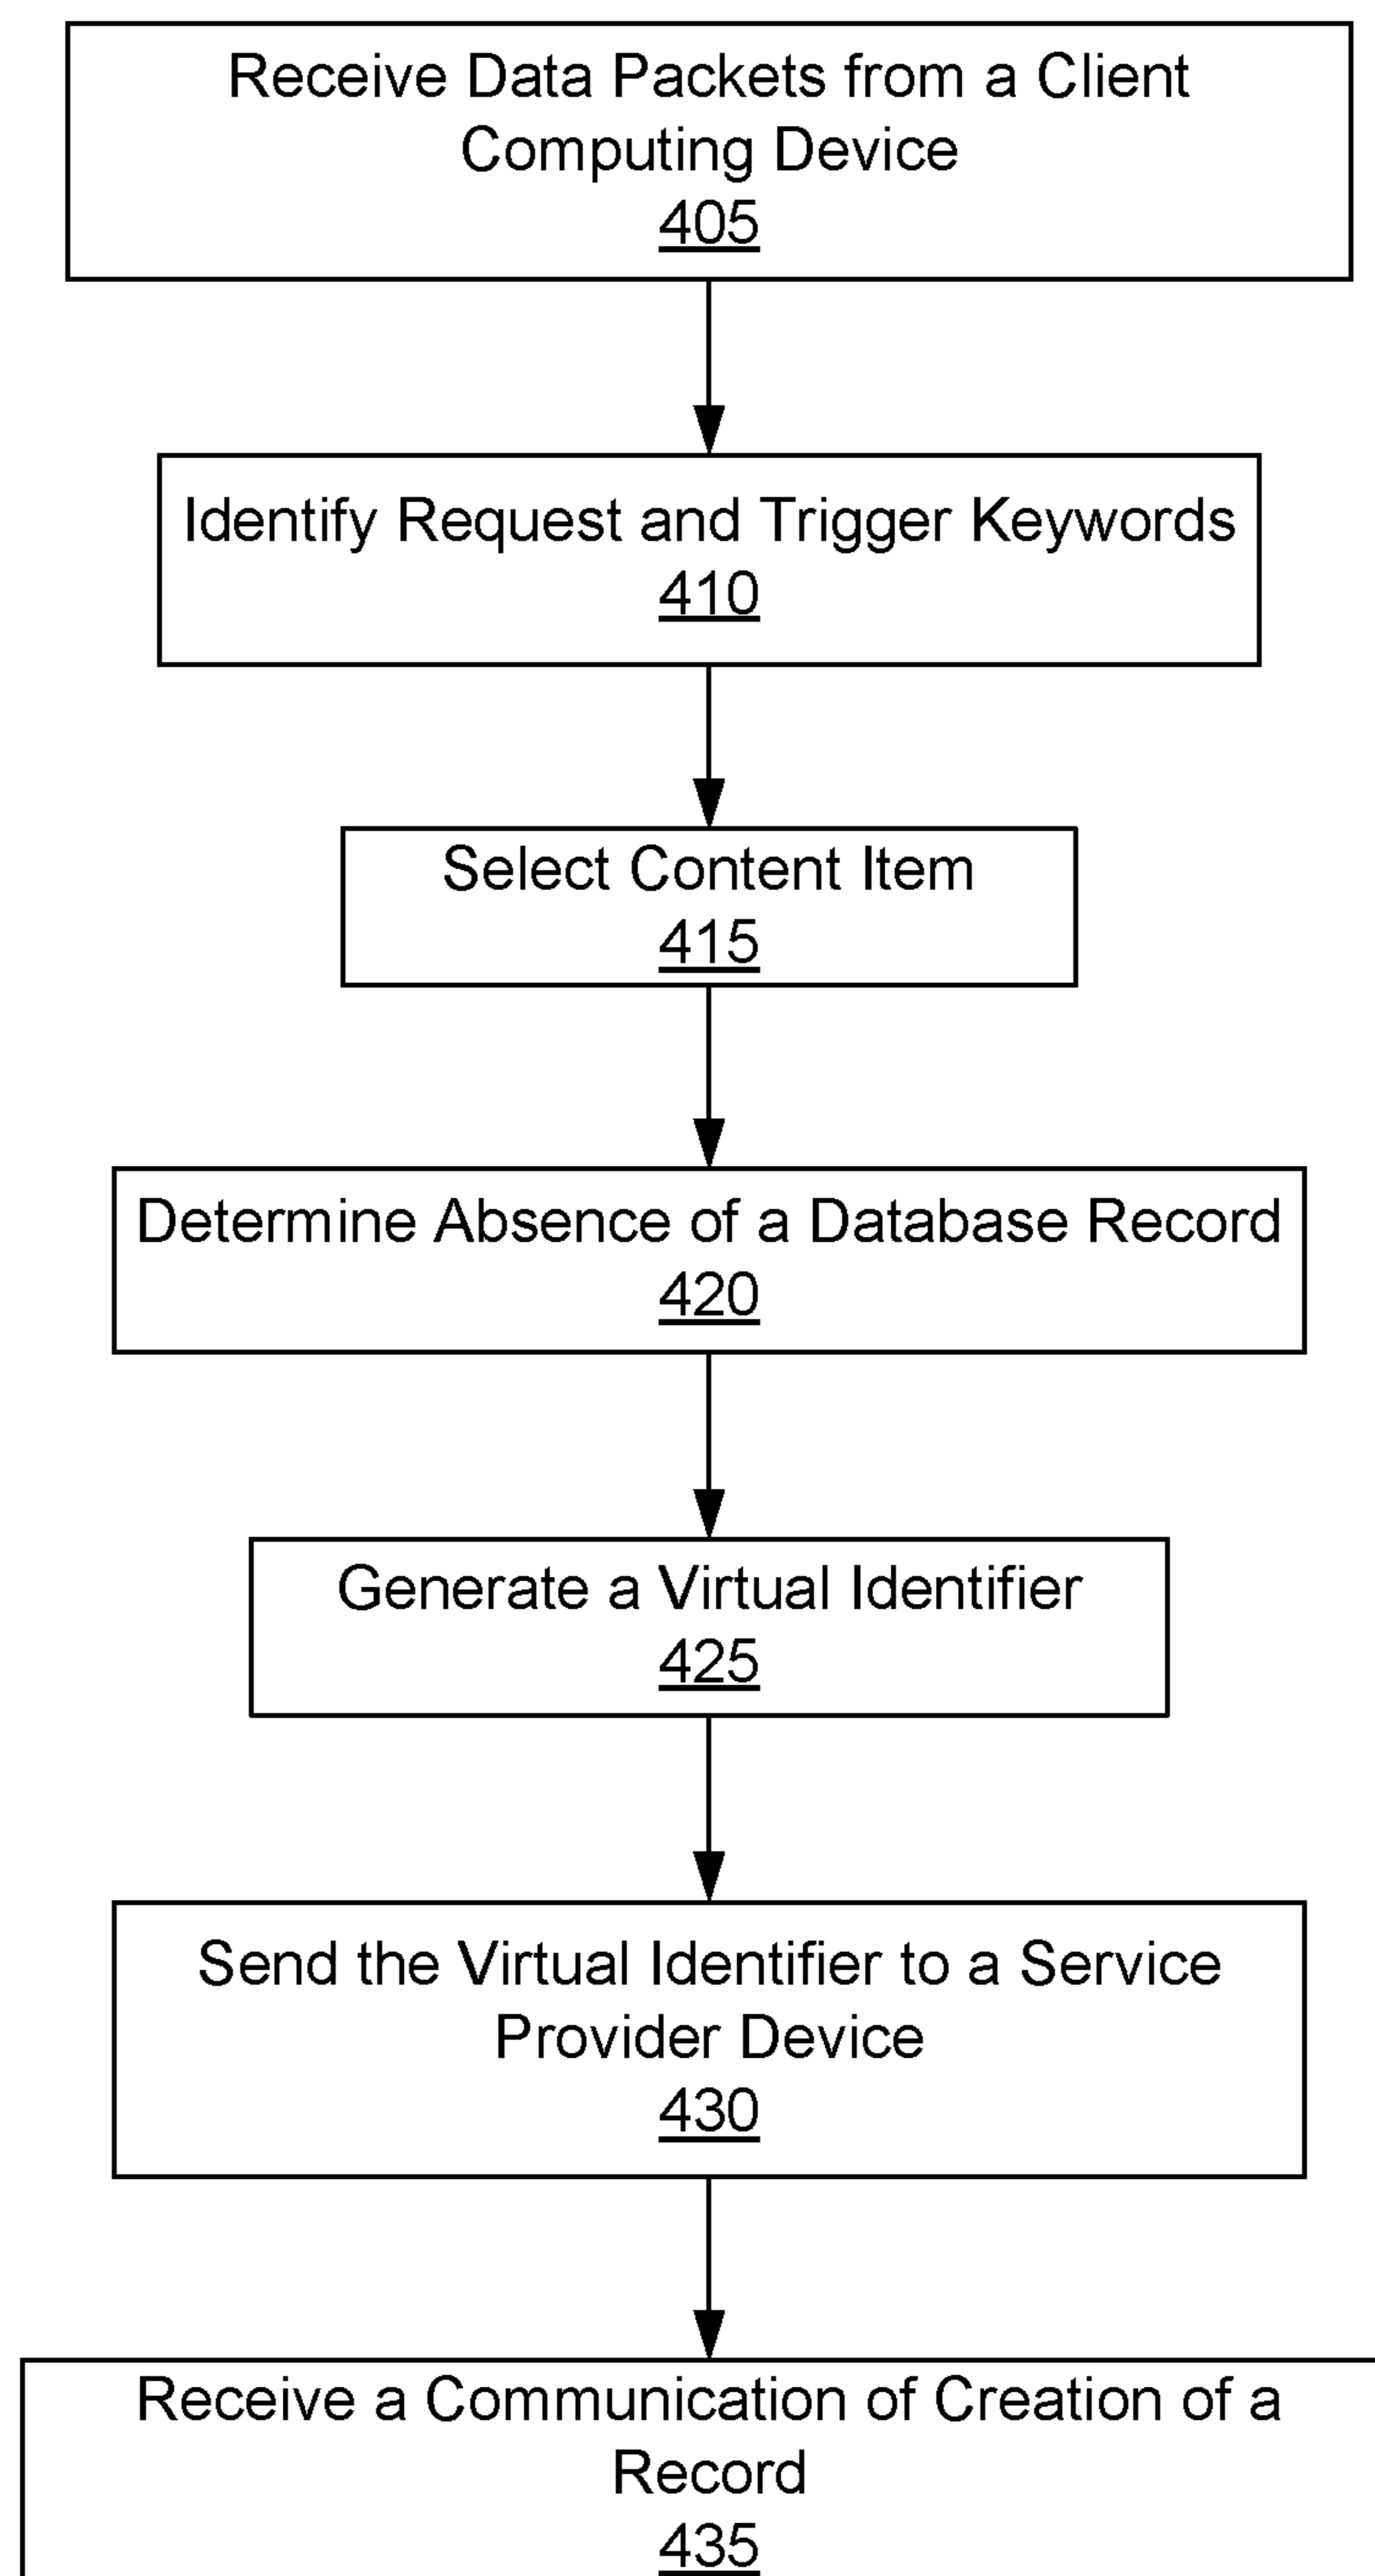 Receive Data Packets from a Client
Computing Device
405
Identify Request and Trigger Keywords
410
Select Content Item
415
Determine Absence of a Database Record
420
Generate a Virtual Identifier
425
Send the Virtual Identifier to a Service
Provider Device
430
Receive a Communication of Creation of a
Record
435